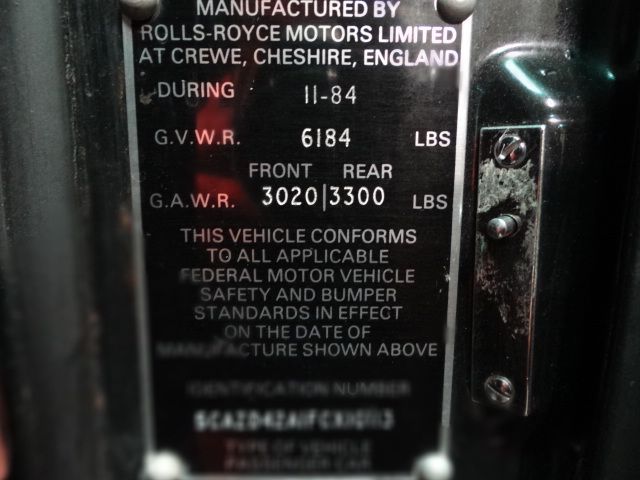 MANUFACTURED BY
ROLLS-ROYCE MOTORS LIMITED
AT CREWE, CHESHIRE, ENGLAND
DURING 11-84
G.V.W.R. 6184 LBS
FRONT REAR
G.A.W.R. 3020|3300 LBS
THIS VEHICLE CONFORMS
TO ALL APPLICABLE
FEDERAL MOTOR VEHICLE
SAFETY AND BUMPER
STANDARDS IN EFFECT
ON THE DATE OF
MANUFACTURE SHOWN ABOVE
IDENTIFICATION NUMBER
TYPE OF VEHICLE
PASSENGER CAR